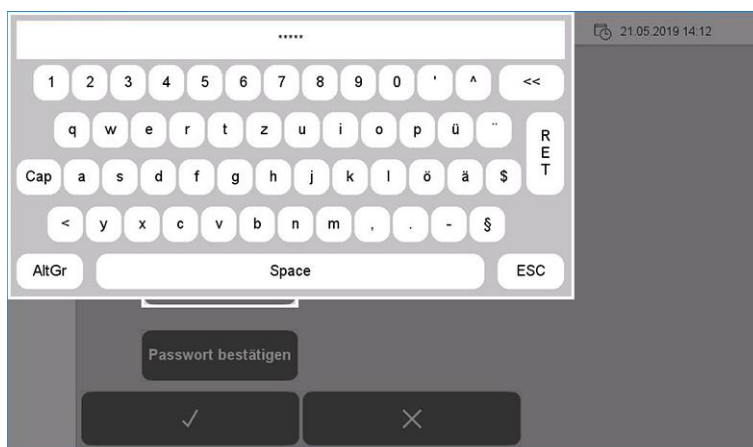 *****
21.05.2019 14:12
1 2 3 4 5 6 7 8 9 0 ' ^ <<
q w e r t z u i o p ü ¨
RET
Cap a s d f g h j k l ö ä $
< y x c v b n m , . - §
AltGr Space ESC
Passwort bestätigen